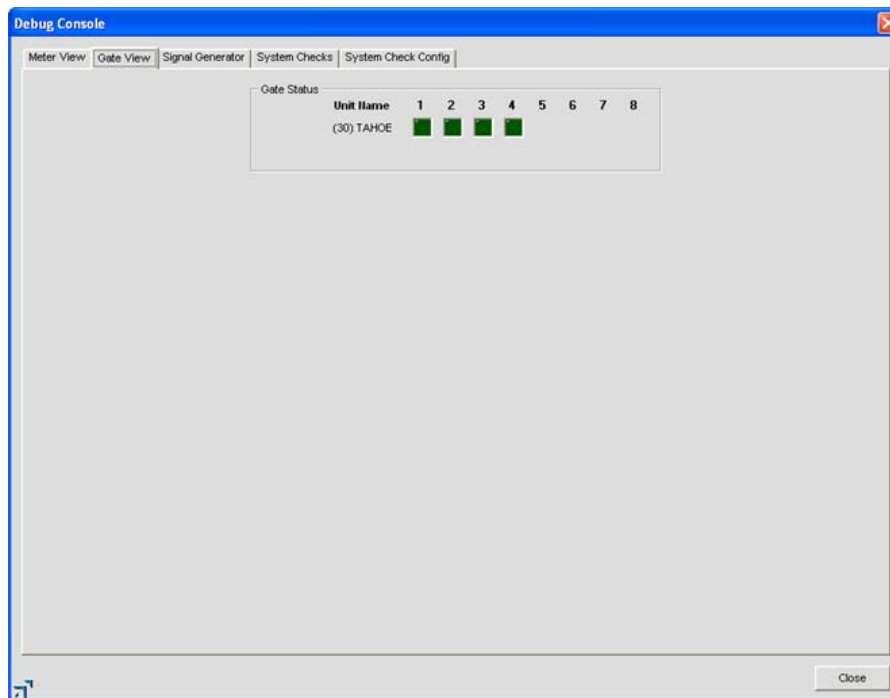 Debug Console
Meter View Gate View Signal Generator System Checks System Check Config
Gate Status
Unit Name 1 2 3 4 5 6 7 8
(30) TAHOE
Close